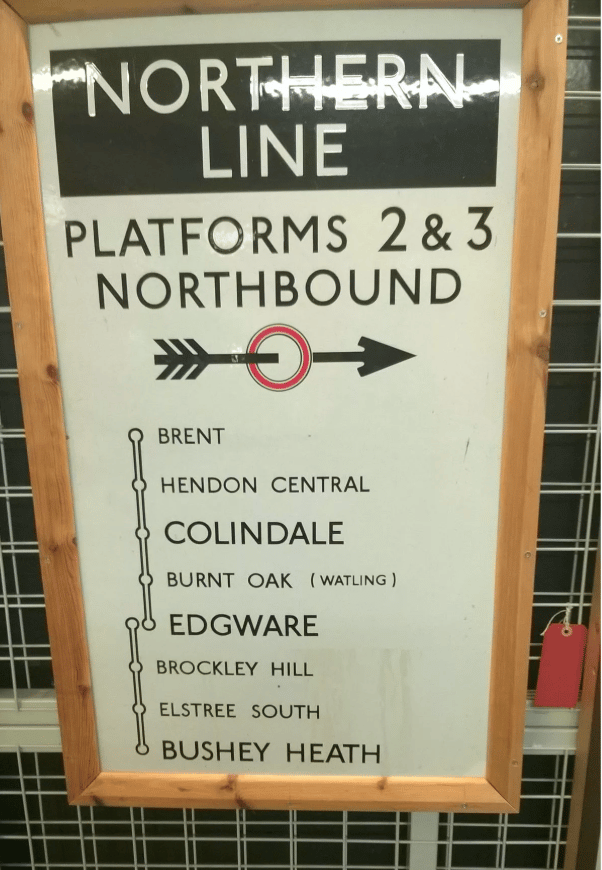 NORTHERN
LINE
PLATFORMS 2 & 3
NORTHBOUND
BRENT
HENDON CENTRAL
COLINDALE
BURNT OAK (WATLING)
EDGWARE
BROCKLEY HILL
ELSTREE SOUTH
BUSHEY HEATH